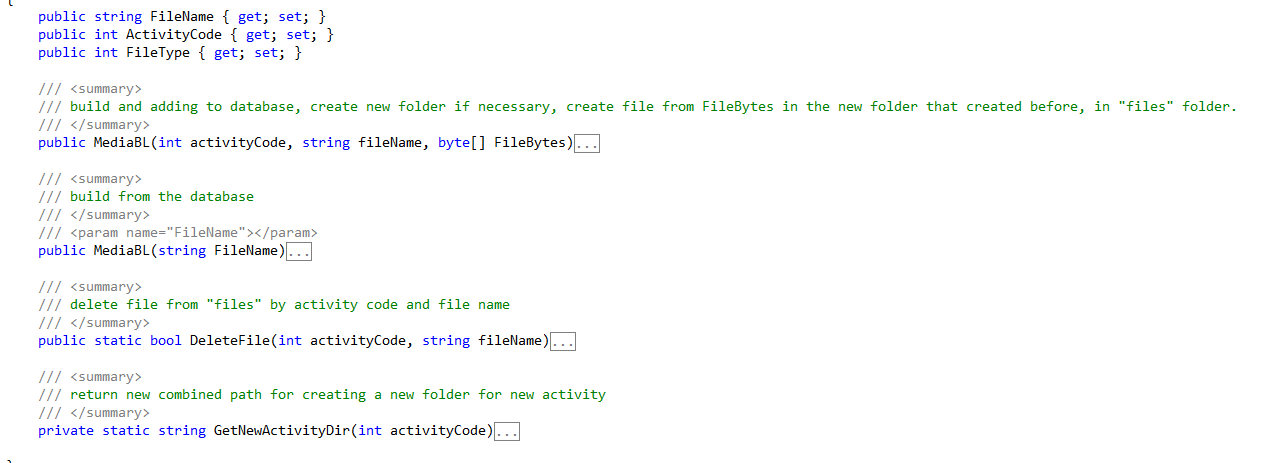 {
public string FileName { get; set; }
public int ActivityCode { get; set; }
public int FileType { get; set; }
/// <summary>
/// build and adding to database, create new folder if necessary, create file from FileBytes in the new folder that created before, in "files" folder.
/// </summary>
public MediaBL(int activityCode, string fileName, byte[] FileBytes)...
/// <summary>
/// build from the database
/// </summary>
/// <param name="FileName"></param>
public MediaBL(string FileName)...
/// <summary>
/// delete file from "files" by activity code and file name
/// </summary>
public static bool DeleteFile(int activityCode, string fileName)...
/// <summary>
/// return new combined path for creating a new folder for new activity
/// </summary>
private static string GetNewActivityDir(int activityCode)...
}